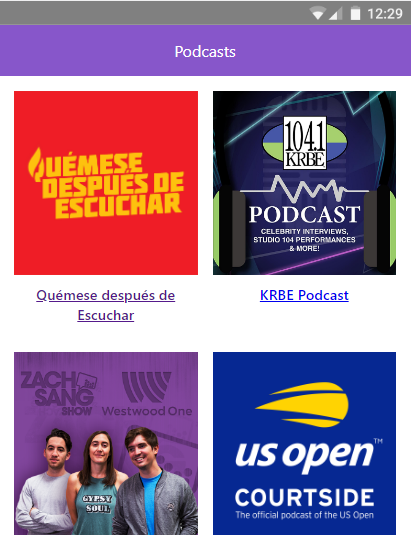 12:29
Podcasts
QUÉMESE
DESPUÉS DE
ESCUCHAR
104.1
KRBE
PODCAST
CELEBRITY INTERVIEWS,
STUDIO 104 PERFORMANCES
& MORE!
Quémese después de
Escuchar
KRBE Podcast
ZACH
SANG
SHOW
Westwood One
GYPSY
SOUL
us open™
COURTSIDE
The official podcast of the US Open